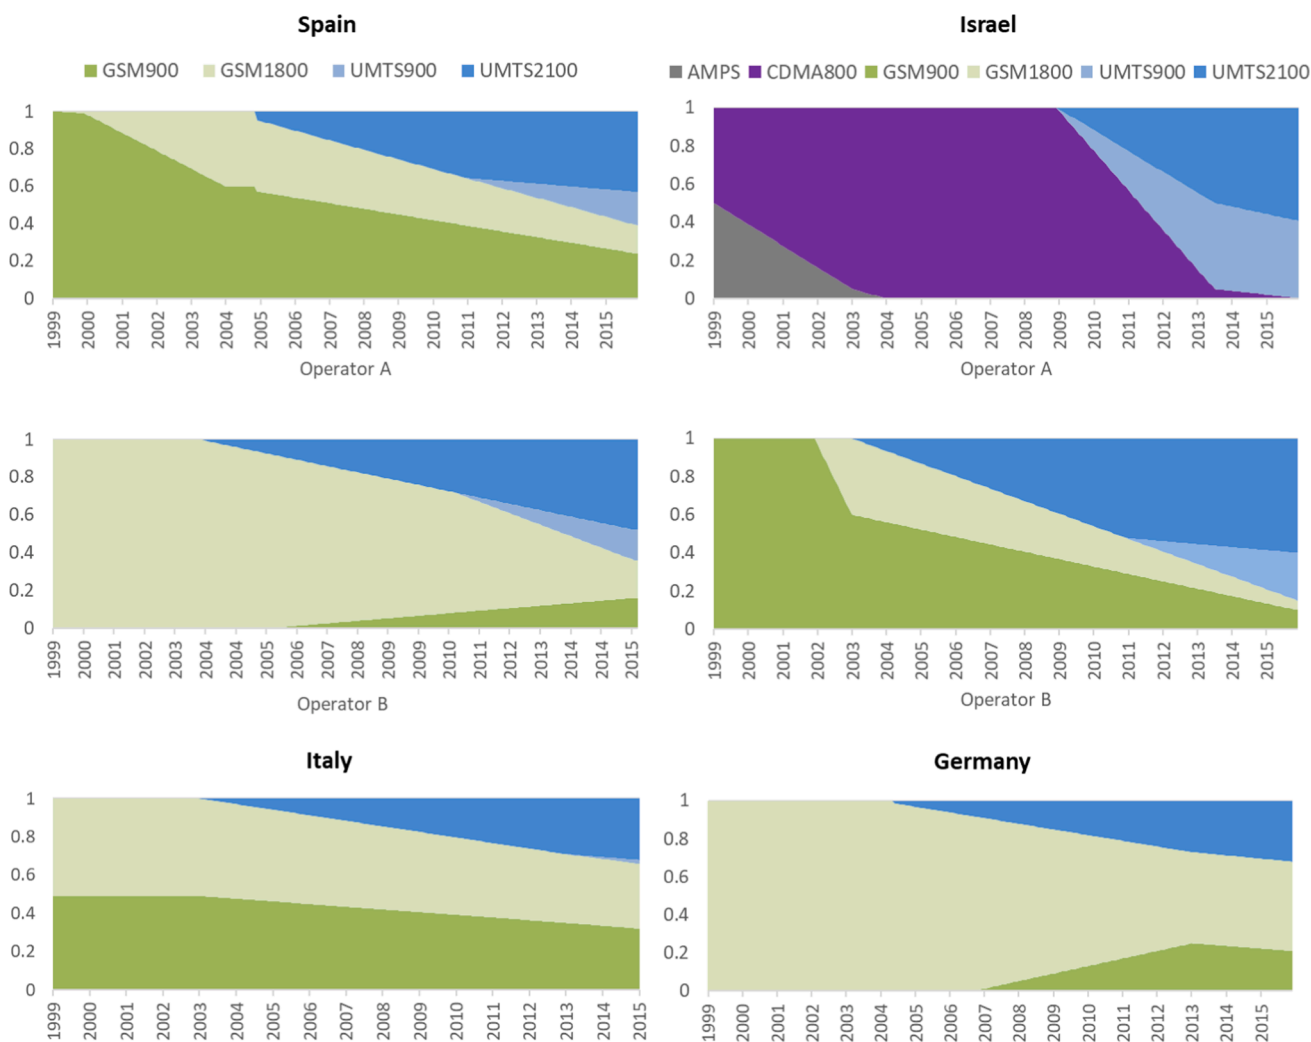 Spain
GSM900 GSM1800 UMTS900 UMTS2100
1
0.8
0.6
0.4
0.2
0
1999 2000 2001 2002 2003 2004 2005 2006 2007 2008 2009 2010 2011 2012 2013 2014 2015
Operator A
Israel
AMPS CDMA800 GSM900 GSM1800 UMTS900 UMTS2100
1
0.8
0.6
0.4
0.2
0
1999 2000 2001 2002 2003 2004 2005 2006 2007 2008 2009 2010 2011 2012 2013 2014 2015
Operator A
1
0.8
0.6
0.4
0.2
0
1999 2000 2001 2001 2002 2003 2004 2005 2006 2006 2007 2008 2009 2010 2011 2011 2012 2013 2014 2015
Operator B
1
0.8
0.6
0.4
0.2
0
1999 2000 2001 2002 2003 2004 2005 2006 2007 2008 2009 2010 2011 2012 2013 2014 2015
Operator B
Italy
1
0.8
0.6
0.4
0.2
0
1999 2000 2001 2002 2003 2004 2005 2006 2007 2008 2009 2010 2011 2012 2013 2014 2015
Germany
1
0.8
0.6
0.4
0.2
0
1999 2000 2001 2002 2003 2004 2005 2006 2007 2008 2009 2010 2011 2012 2013 2014 2015